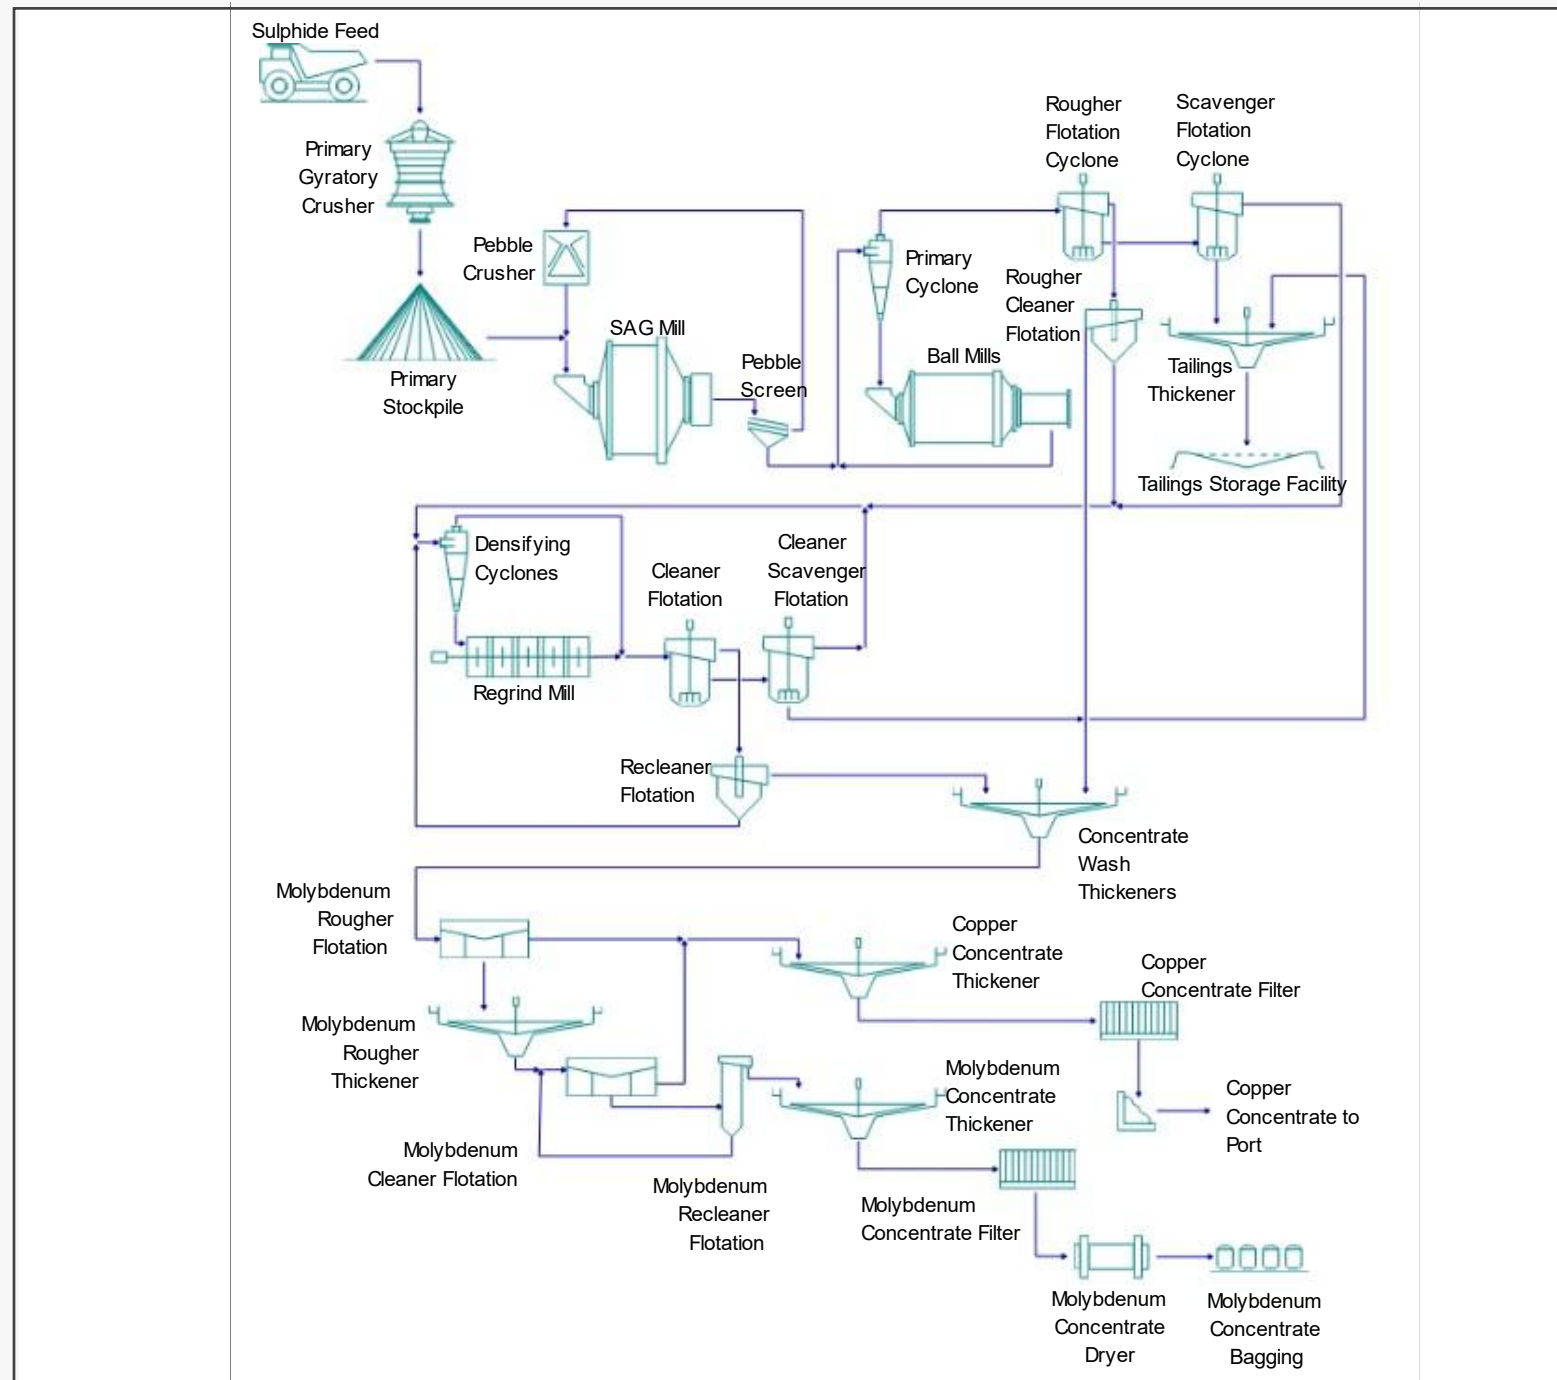 Sulphide Feed
Primary
Gyratory
Crusher
Primary
Stockpile
Pebble
Crusher
SAG Mill
Pebble
Screen
Primary
Cyclone
Ball Mills
Rougher
Flotation
Cyclone
Scavenger
Flotation
Cyclone
Rougher
Cleaner
Flotation
Tailings
Thickener
Tailings Storage Facility
Densifying
Cyclones
Regrind Mill
Cleaner
Flotation
Cleaner
Scavenger
Flotation
Recleaner
Flotation
Concentrate
Wash
Thickeners
Molybdenum
Rougher
Flotation
Copper
Concentrate
Thickener
Copper
Concentrate Filter
Molybdenum
Rougher
Thickener
Molybdenum
Concentrate
Thickener
Copper
Concentrate to
Port
Molybdenum
Cleaner Flotation
Molybdenum
Recleaner
Flotation
Molybdenum
Concentrate Filter
Molybdenum
Concentrate
Dryer
Molybdenum
Concentrate
Bagging